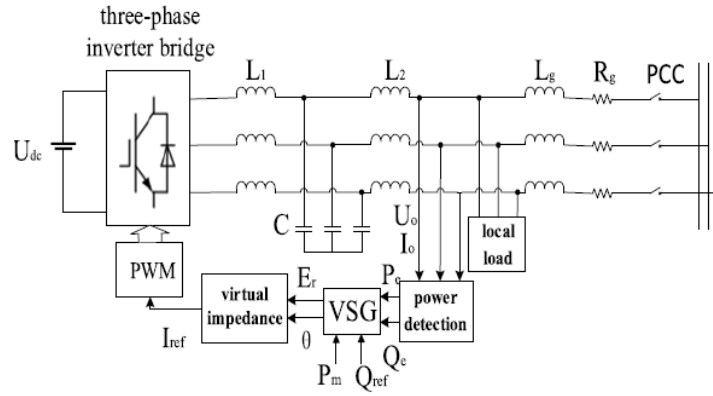 three-phase
inverter bridge
L1
L2
Lg
Rg
PCC
Udc
C
Uo
Io
local
load
PWM
Er
Pe
virtual
impedance
VSG
power
detection
Iref
θ
Qe
Pm
Qref